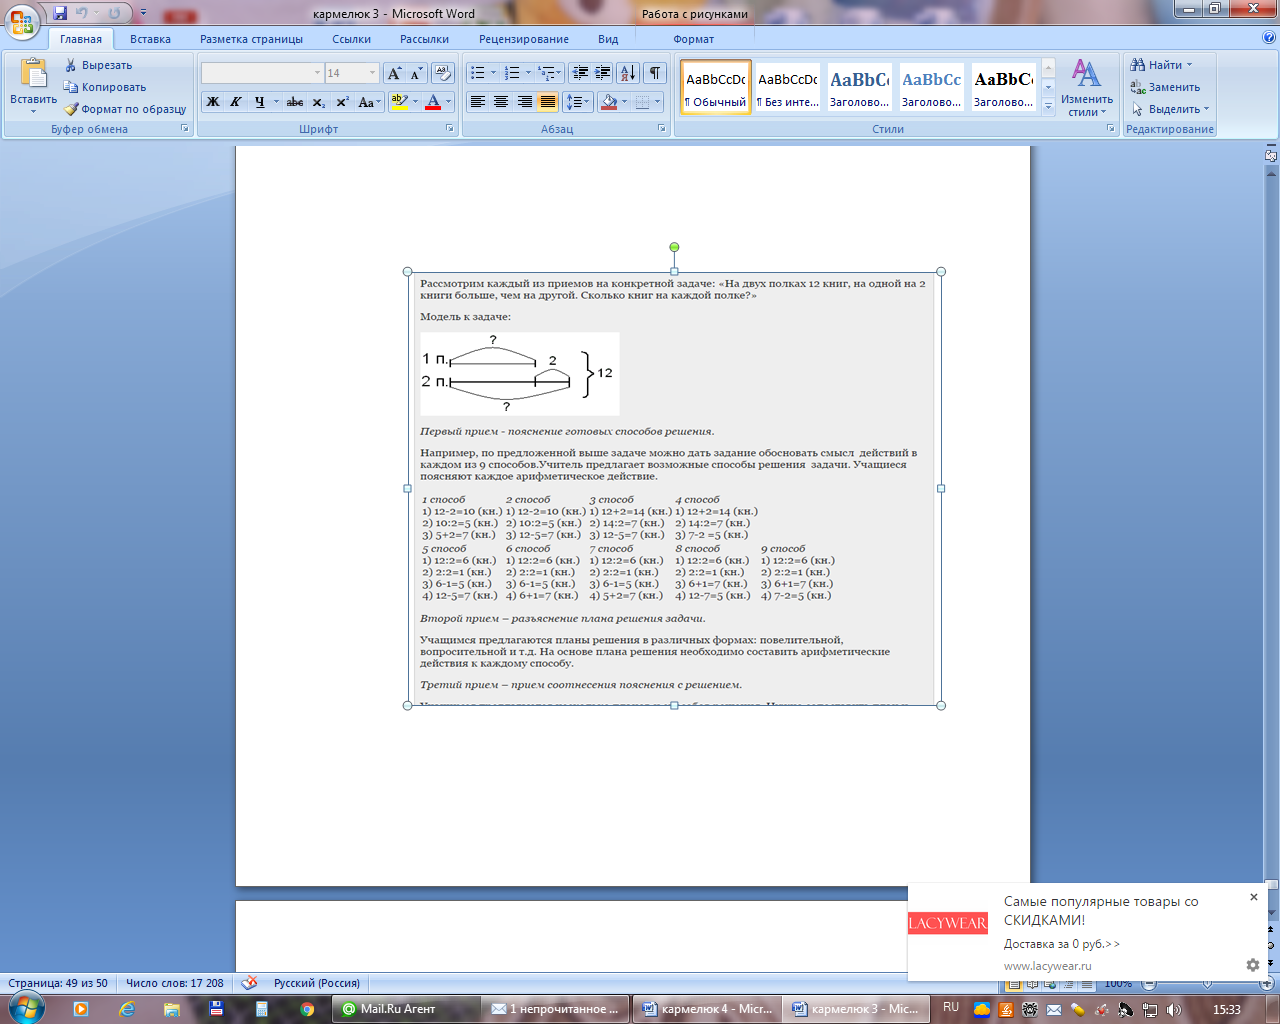 кармелюк 3 - Microsoft Word
Работа с рисунками
Главная
Вставка
Разметка страницы
Ссылки
Рассылки
Рецензирование
Вид
Формат
Вставить
Вырезать
Копировать
Формат по образцу
Буфер обмена
14
Шрифт
Абзац
AaBbCcDc
¶ Обычный
AaBbCcDc
¶ Без инте...
AaBbCc
Заголово...
AaBbCc
Заголово...
AaBbCc
Заголово...
Изменить стили
Стили
Найти
Заменить
Выделить
Редактирование
Рассмотрим каждый из приемов на конкретной задаче: «На двух полках 12 книг, на одной на 2
книги больше, чем на другой. Сколько книг на каждой полке?»
Модель к задаче:
?
1 п.
2
2 п.
12
?
Первый прием - пояснение готовых способов решения.
Например, по предложенной выше задаче можно дать задание обосновать смысл действий в
каждом из 9 способов.Учитель предлагает возможные способы решения задачи. Учащиеся
поясняют каждое арифметическое действие.
1 способ 2 способ 3 способ 4 способ
1) 12-2=10 (кн.) 1) 12-2=10 (кн.) 1) 12+2=14 (кн.) 1) 12+2=14 (кн.)
2) 10:2=5 (кн.) 2) 10:2=5 (кн.) 2) 14:2=7 (кн.) 2) 14:2=7 (кн.)
3) 5+2=7 (кн.) 3) 12-5=7 (кн.) 3) 12-5=7 (кн.) 3) 7-2 =5 (кн.)
5 способ 6 способ 7 способ 8 способ 9 способ
1) 12:2=6 (кн.) 1) 12:2=6 (кн.) 1) 12:2=6 (кн.) 1) 12:2=6 (кн.) 1) 12:2=6 (кн.)
2) 2:2=1 (кн.) 2) 2:2=1 (кн.) 2) 2:2=1 (кн.) 2) 2:2=1 (кн.) 2) 2:2=1 (кн.)
3) 6-1=5 (кн.) 3) 6-1=5 (кн.) 3) 6-1=5 (кн.) 3) 6+1=7 (кн.) 3) 6+1=7 (кн.)
4) 12-5=7 (кн.) 4) 6+1=7 (кн.) 4) 5+2=7 (кн.) 4) 12-7=5 (кн.) 4) 7-2=5 (кн.)
Второй прием – разъяснение плана решения задачи.
Учащимся предлагаются планы решения в различных формах: повелительной,
вопросительной и т.д. На основе плана решения необходимо составить арифметические
действия к каждому способу.
Третий прием – прием соотнесения пояснения с решением.
Самые популярные товары со
СКИДКАМИ!
LACYWEAR
Доставка за 0 руб.>>
www.lacywear.ru
Страница: 49 из 50
Число слов: 17 208
Русский (Россия)
100%
Mail.Ru Агент
1 непрочитанное ...
кармелюк 4 - Micr...
кармелюк 3 - Mic...
RU
15:33